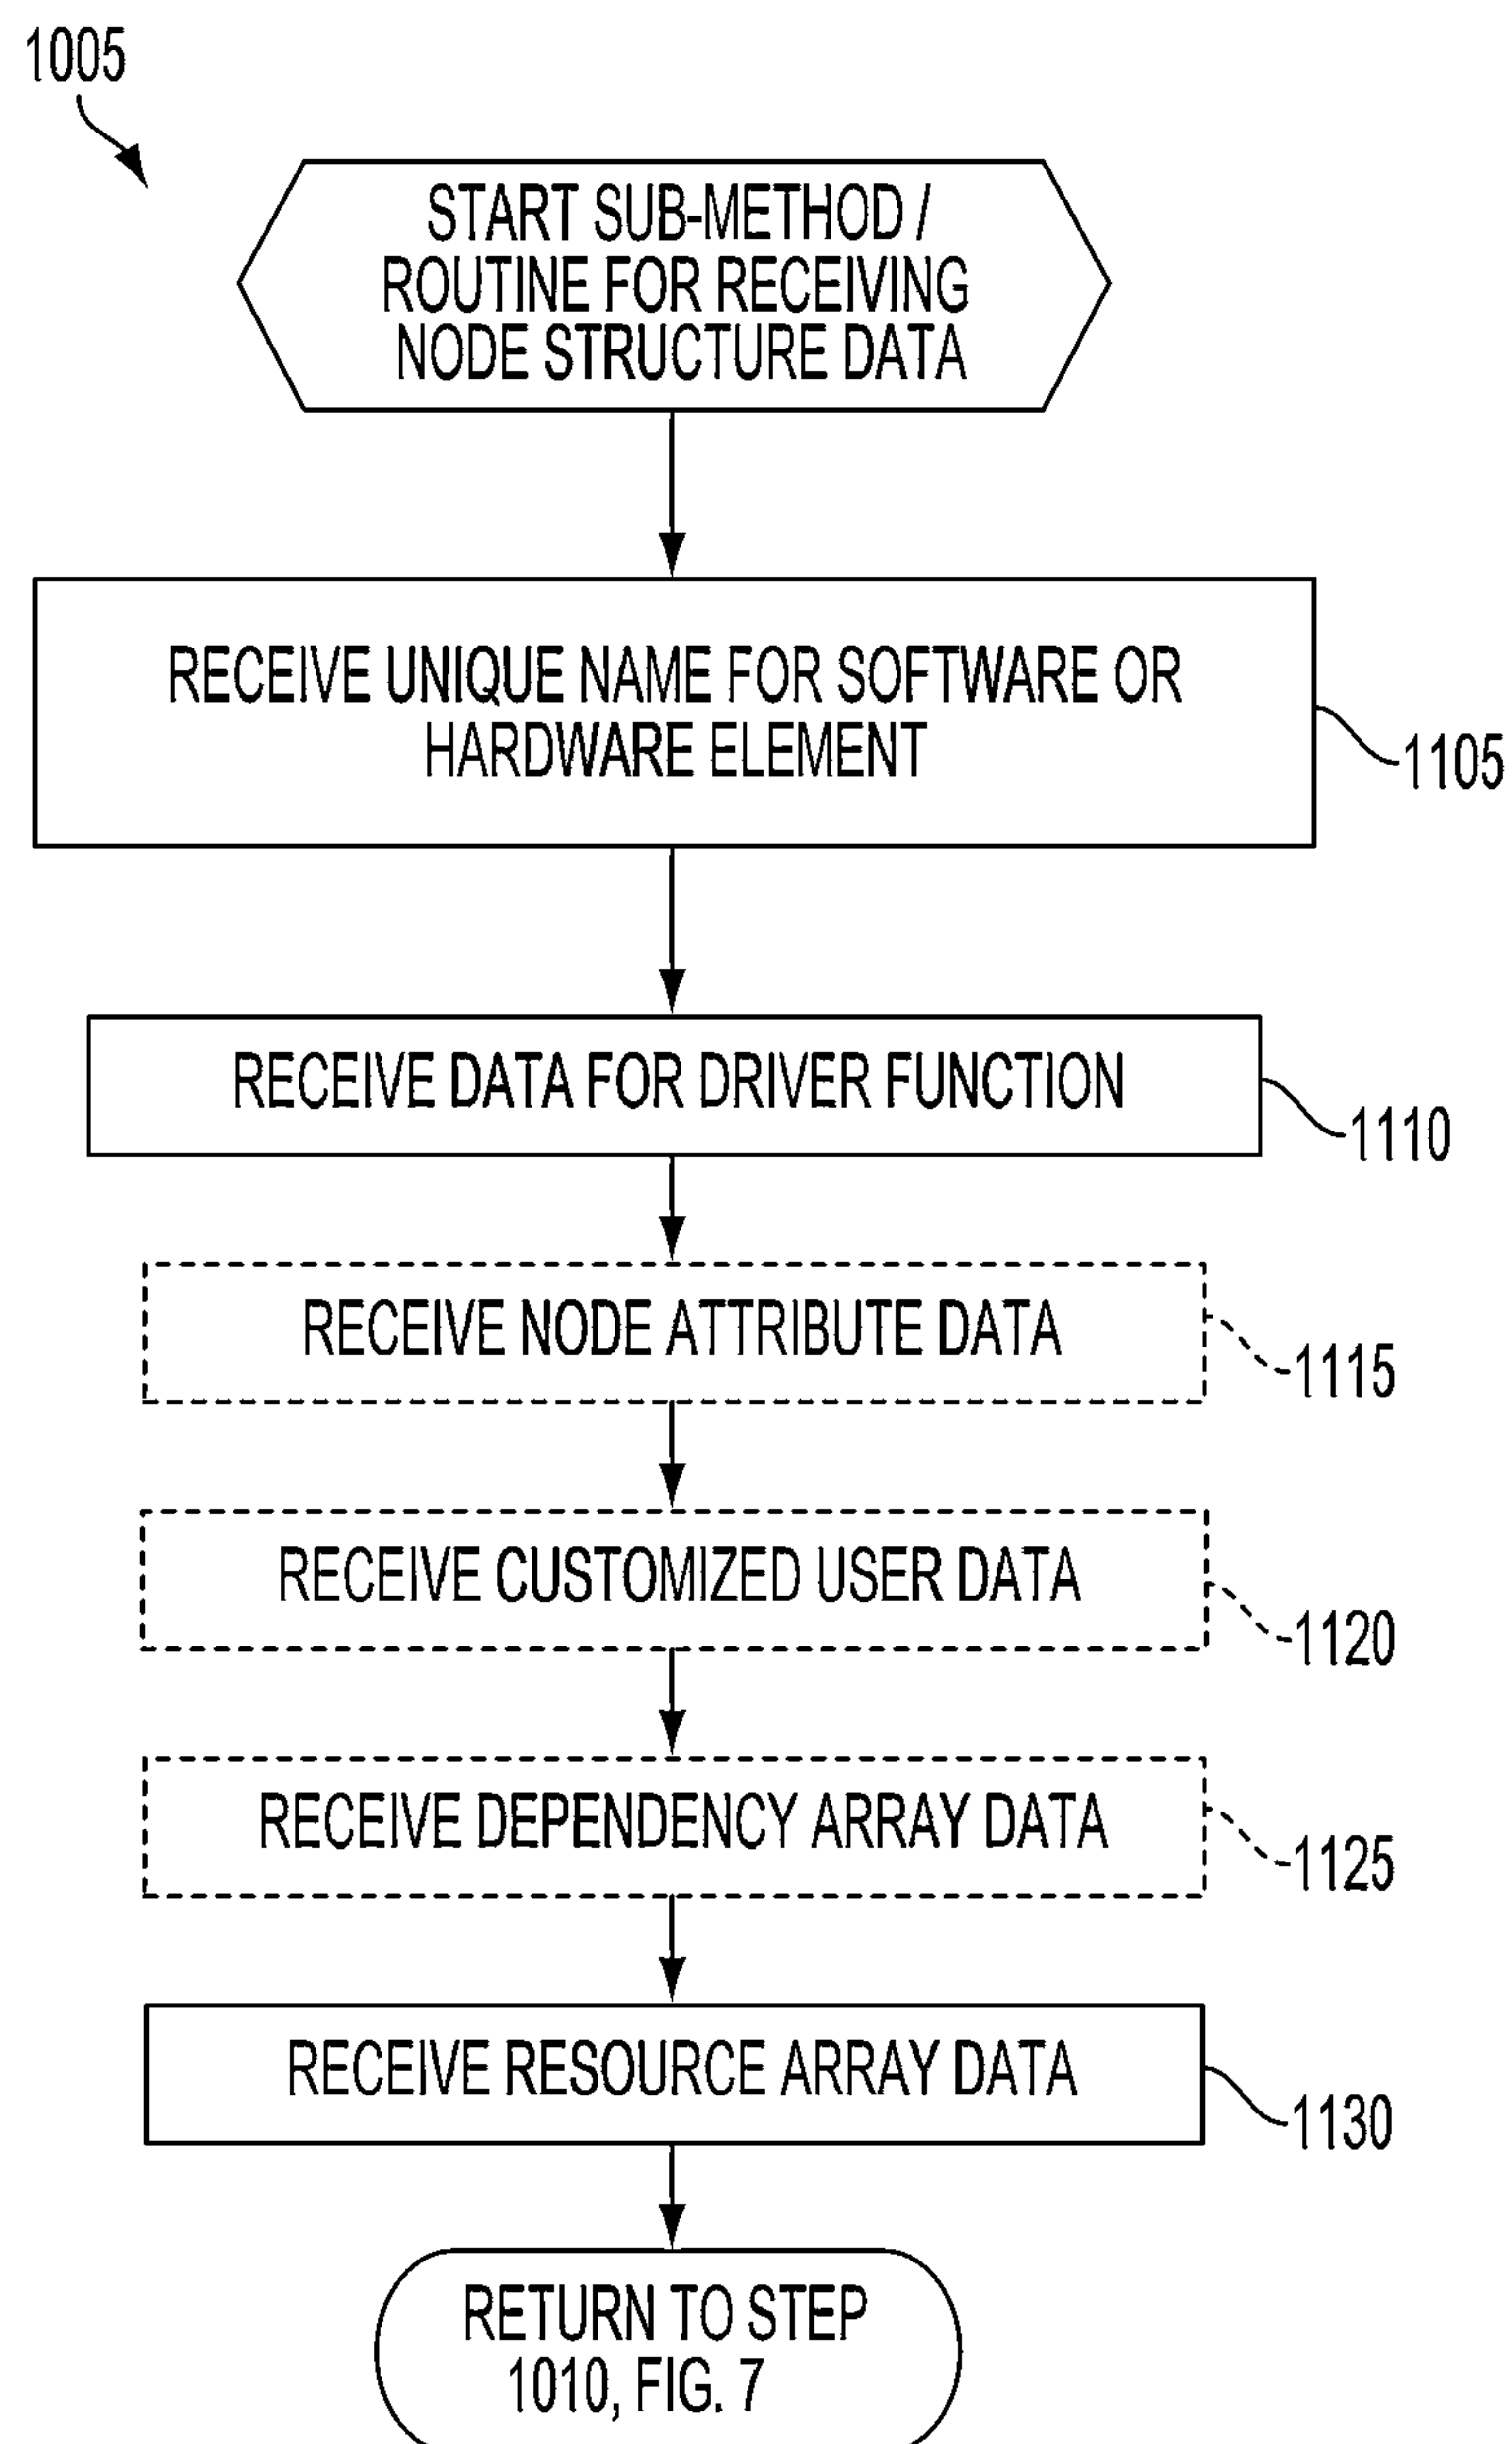 1005
START SUB-METHOD /
ROUTINE FOR RECEIVING
NODE STRUCTURE DATA
RECEIVE UNIQUE NAME FOR SOFTWARE OR
HARDWARE ELEMENT
1105
RECEIVE DATA FOR DRIVER FUNCTION
1110
RECEIVE NODE ATTRIBUTE DATA
1115
RECEIVE CUSTOMIZED USER DATA
1120
RECEIVE DEPENDENCY ARRAY DATA
1125
RECEIVE RESOURCE ARRAY DATA
1130
RETURN TO STEP
1010, FIG. 7